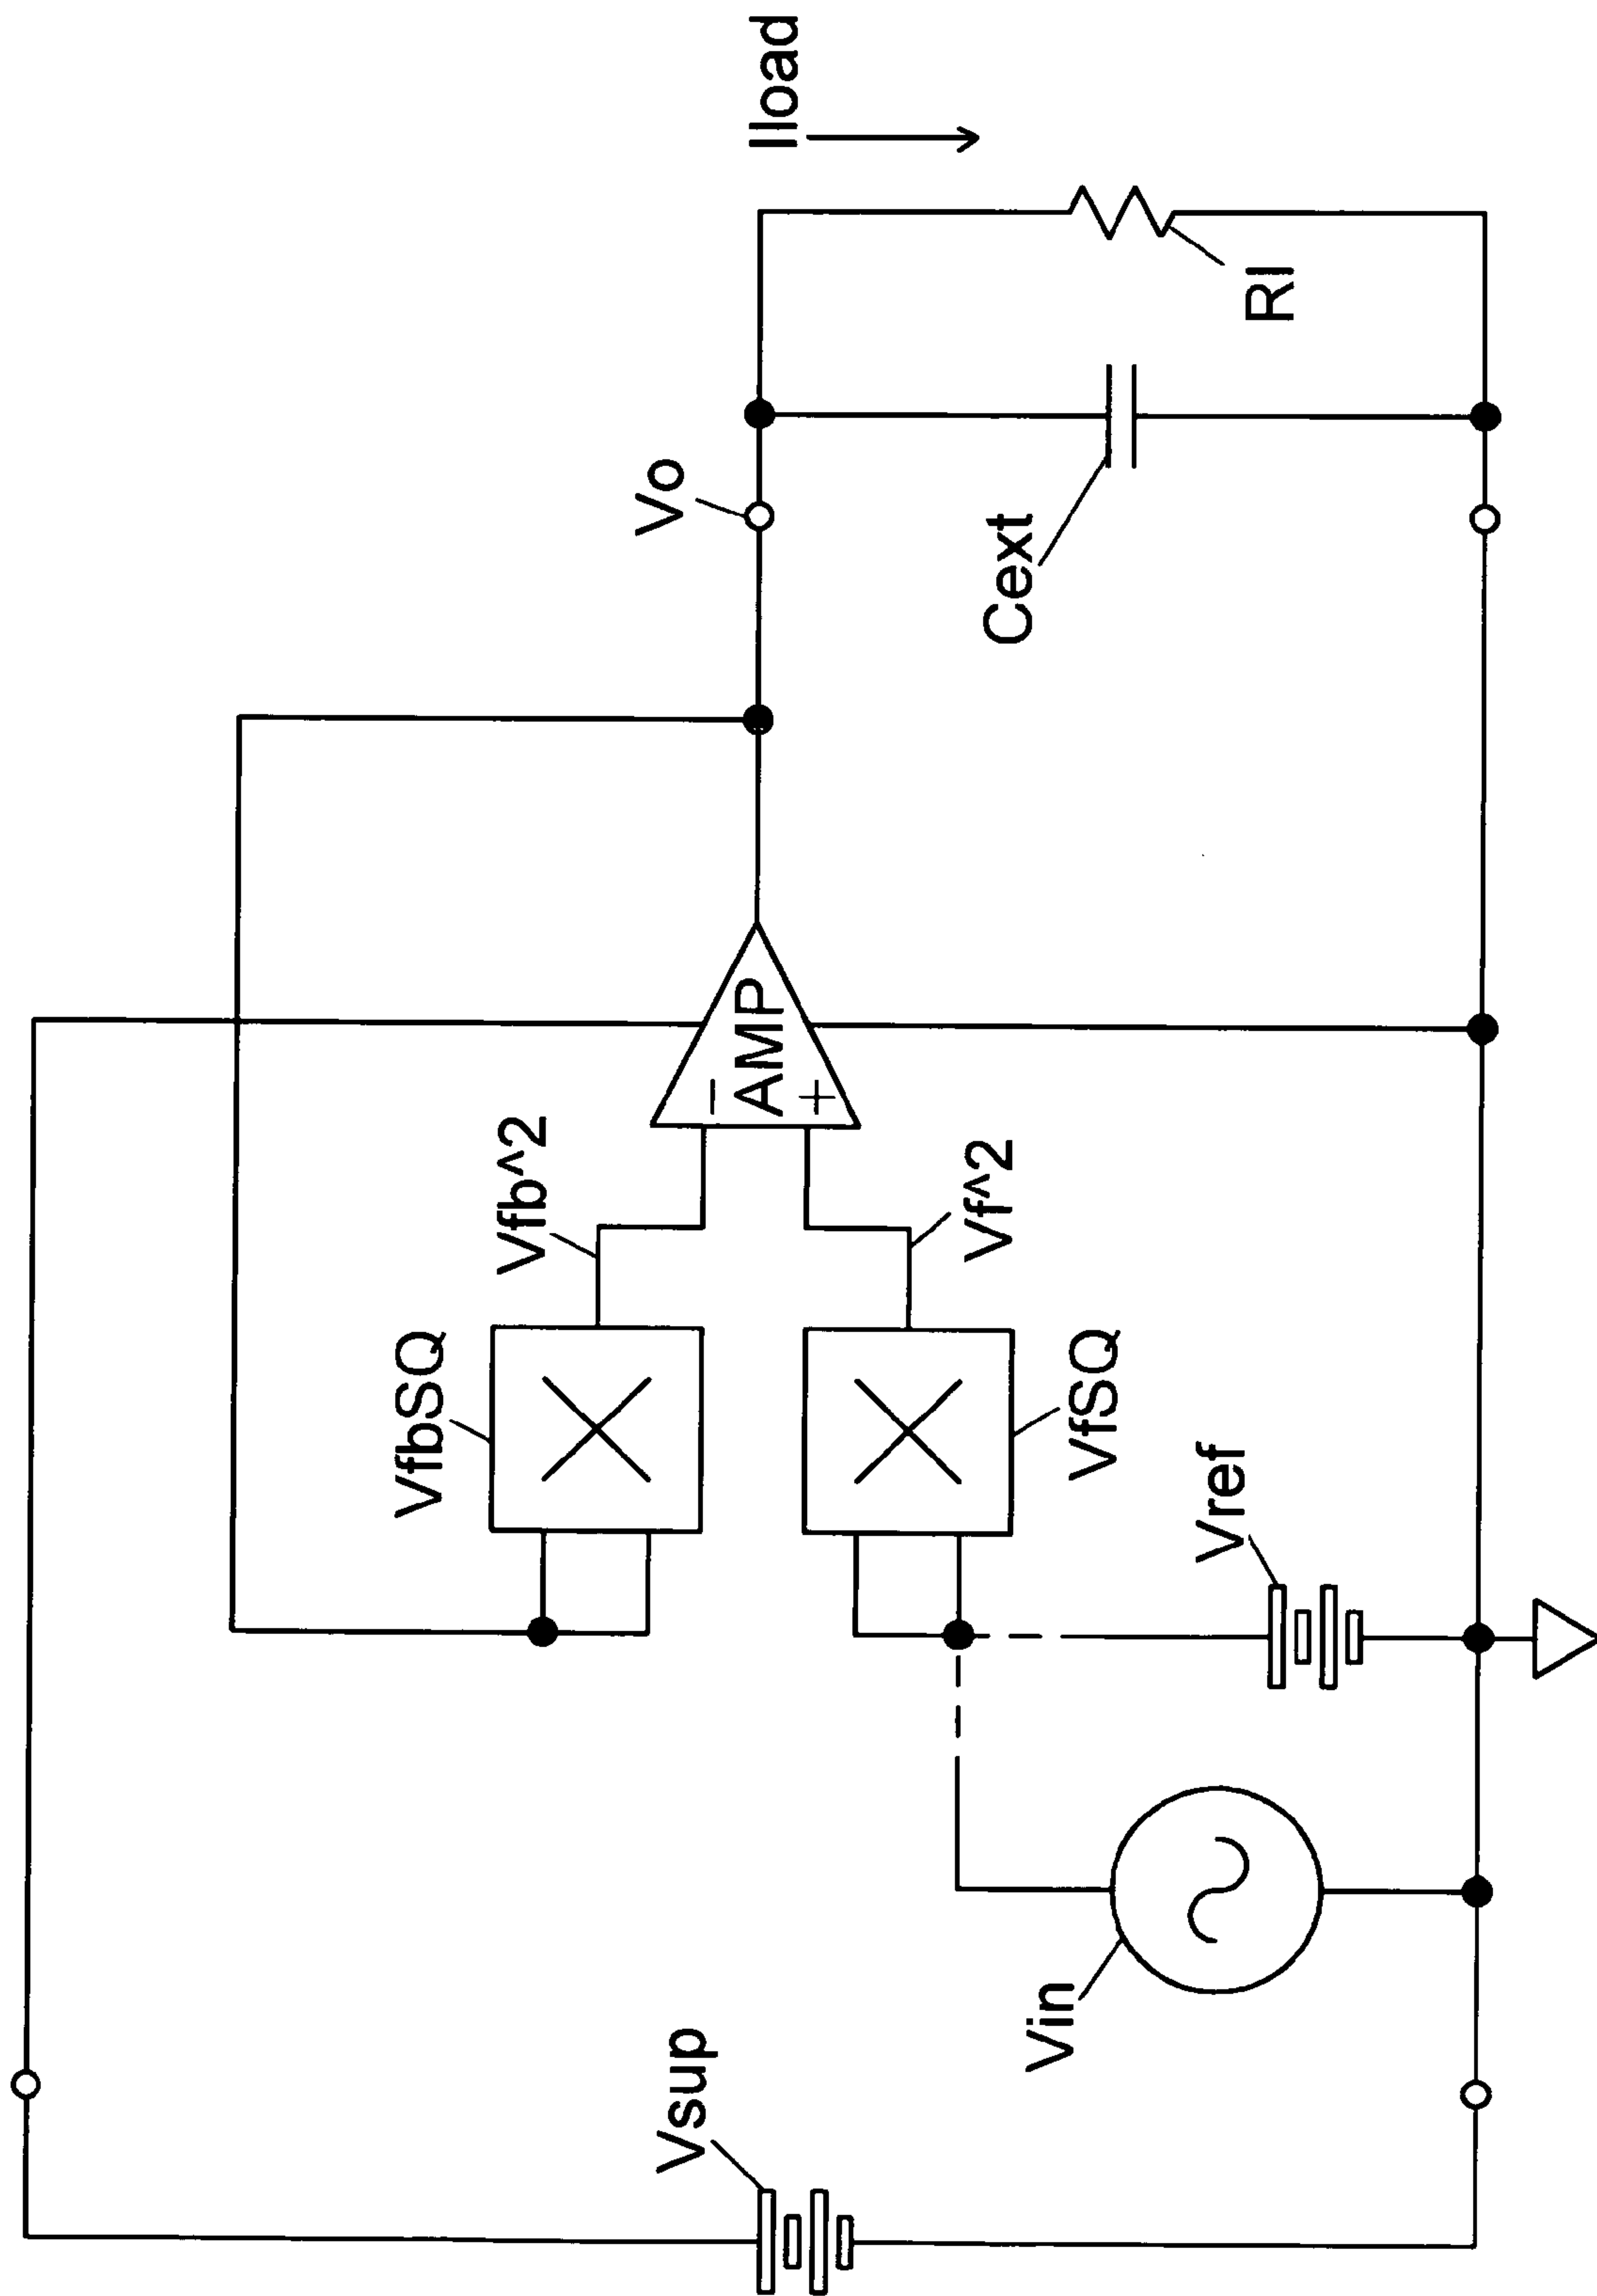 Vsup
Vin
Vref
VfbSQ
VfSQ
Vfb^2
Vf^2
−
AMP
+
Vo
Cext
Rl
Iload